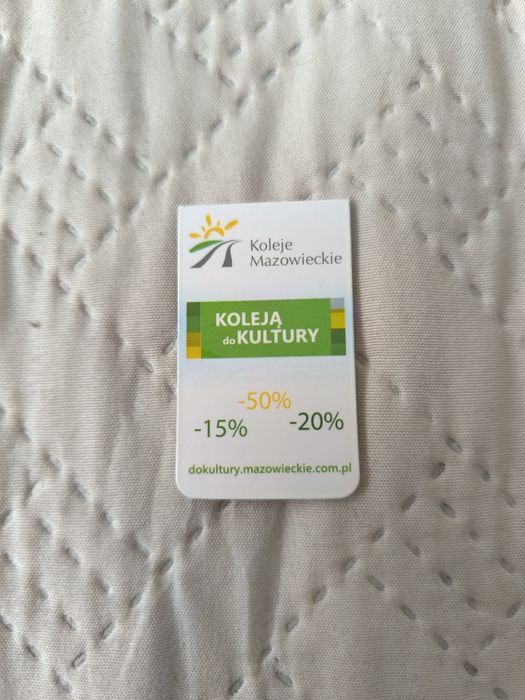 Koleje
Mazowieckie
KOLEJĄ
do KULTURY
-50%
-15% -20%
dokultury.mazowieckie.com.pl